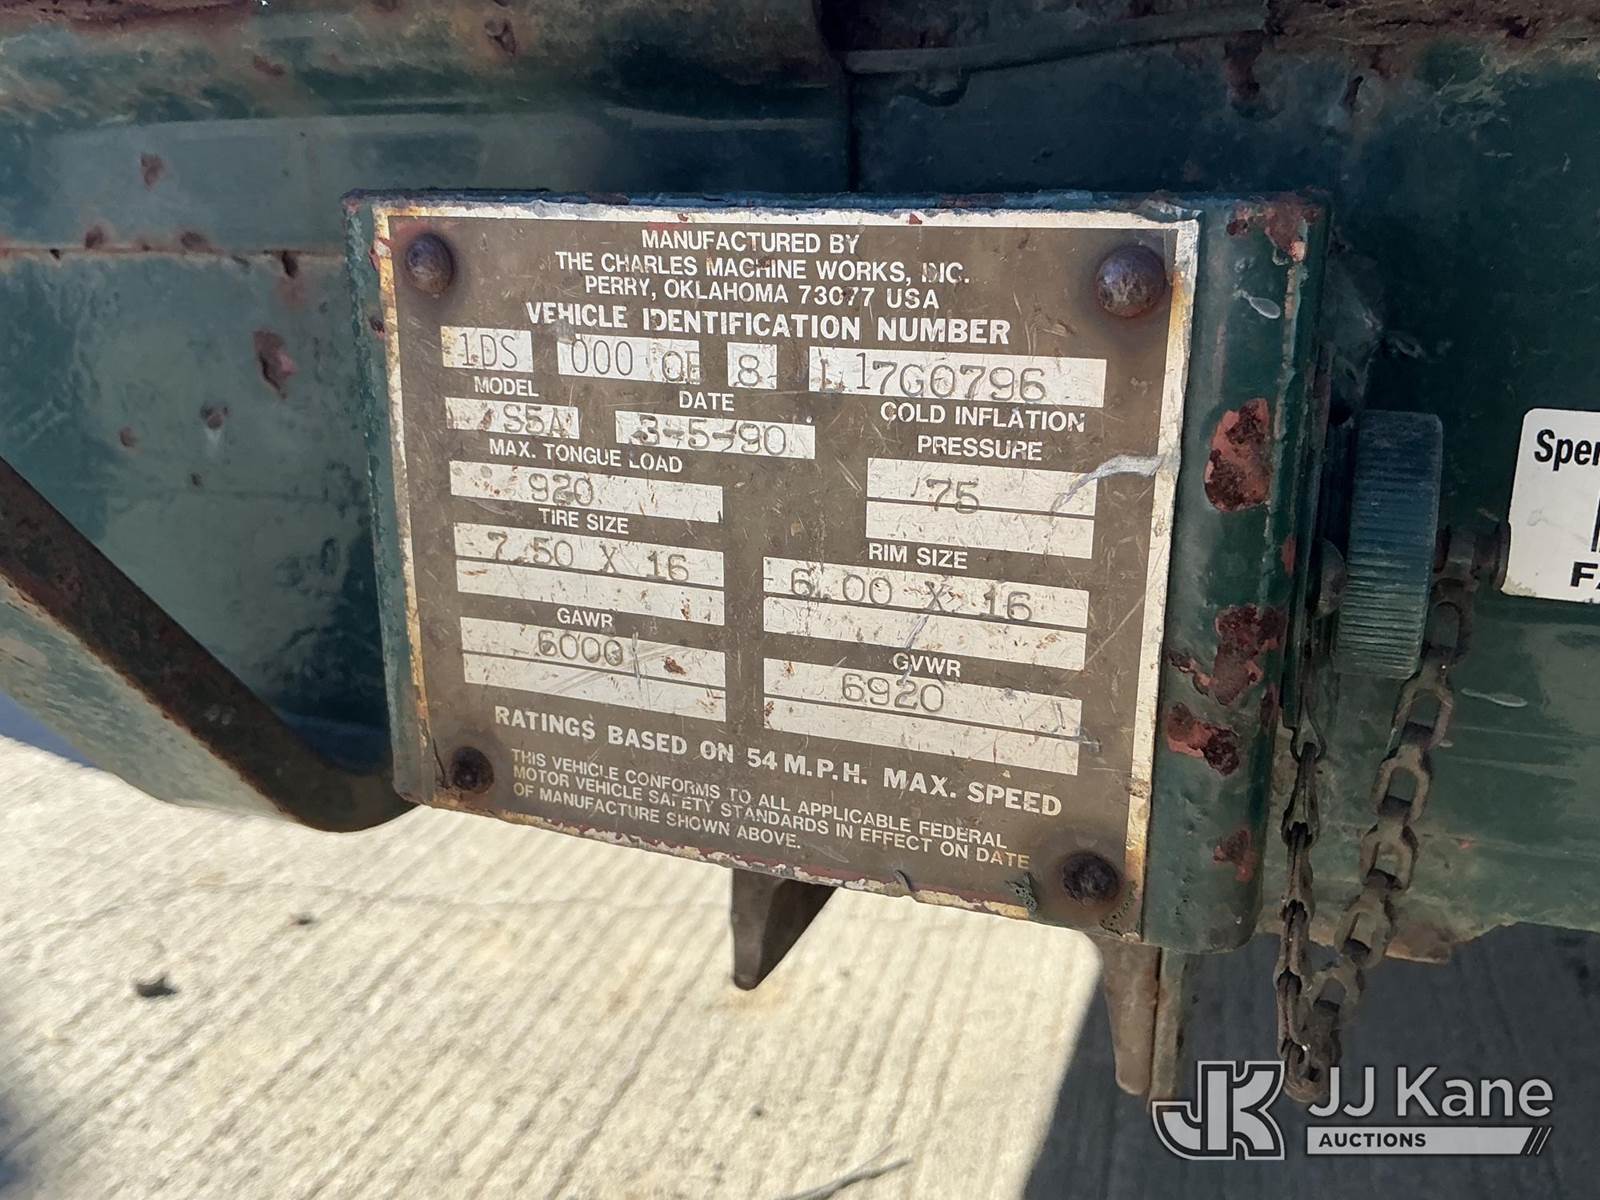 MANUFACTURED BY
THE CHARLES MACHINE WORKS, INC.
PERRY, OKLAHOMA 73077 USA
VEHICLE IDENTIFICATION NUMBER
1DS 000 8 L17G0796
MODEL DATE COLD INFLATION
S5A 3-5-90 PRESSURE
MAX. TONGUE LOAD
920 75
TIRE SIZE RIM SIZE
7.50 X 16 6.00 X 16
GAWR GVWR
6000 6920
RATINGS BASED ON 54 M.P.H. MAX. SPEED
THIS VEHICLE CONFORMS TO ALL APPLICABLE FEDERAL
MOTOR VEHICLE SAFETY STANDARDS IN EFFECT ON DATE
OF MANUFACTURE SHOWN ABOVE.
JK JJ Kane
AUCTIONS